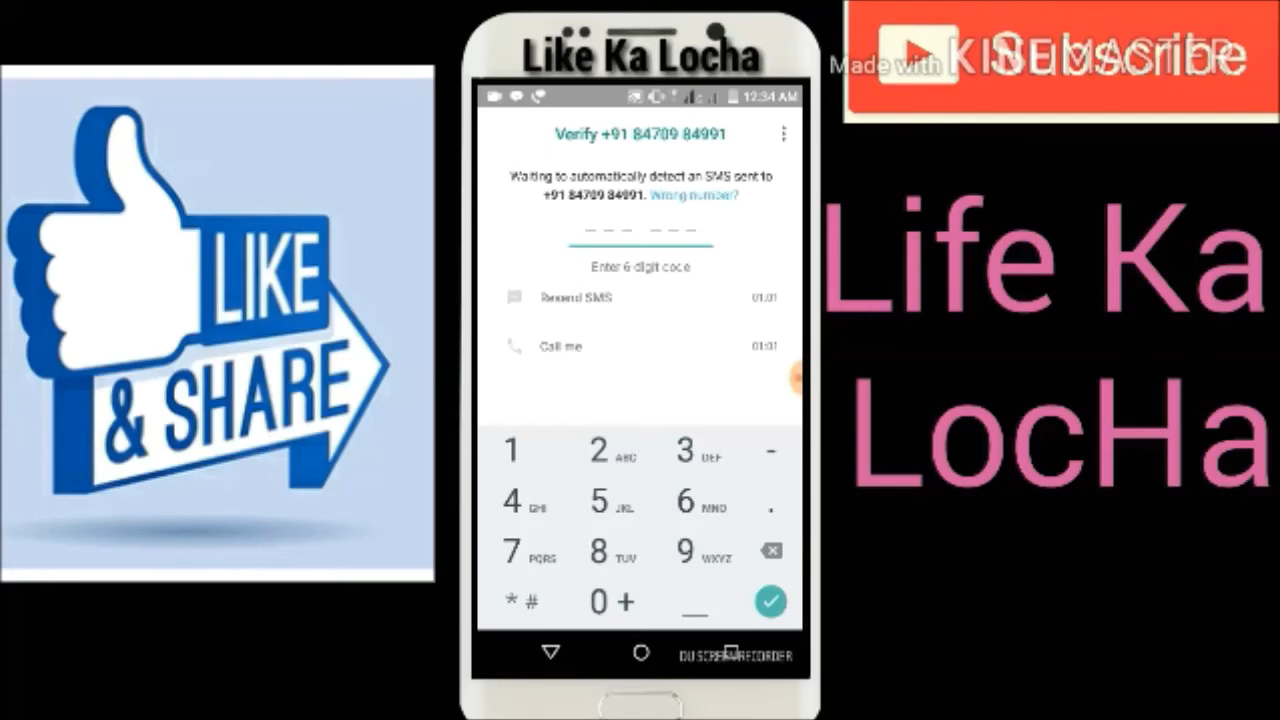 LIKE
& SHARE
Like Ka Locha
12:34 AM
Verify +91 84709 84991
Waiting to automatically detect an SMS sent to
+91 84709 84991. Wrong number?
Enter 6-digit code
Resend SMS 01:01
Call me 01:01
1 2 ABC 3 DEF -
4 GHI 5 JKL 6 MNO .
7 PQRS 8 TUV 9 WXYZ
* # 0 +
DU SCREEN RECORDER
Subscribe
Made with KINEMASTER
Life Ka
LocHa